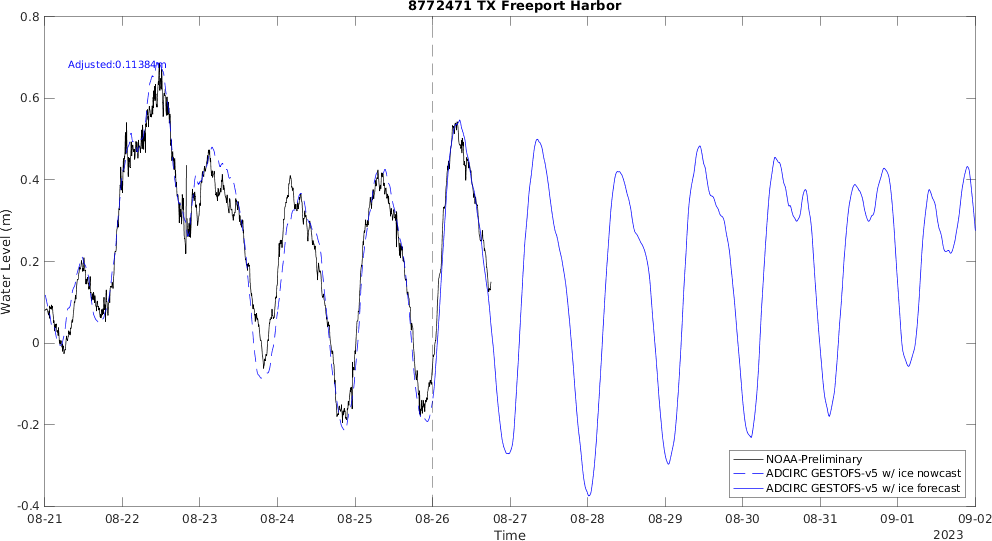 8772471 TX Freeport Harbor
Adjusted:0.11384m
Water Level (m)
0.8
0.6
0.4
0.2
0
-0.2
-0.4
08-21 08-22 08-23 08-24 08-25 08-26 08-27 08-28 08-29 08-30 08-31 09-01 09-02
Time
2023
NOAA-Preliminary
ADCIRC GESTOFS-v5 w/ ice nowcast
ADCIRC GESTOFS-v5 w/ ice forecast